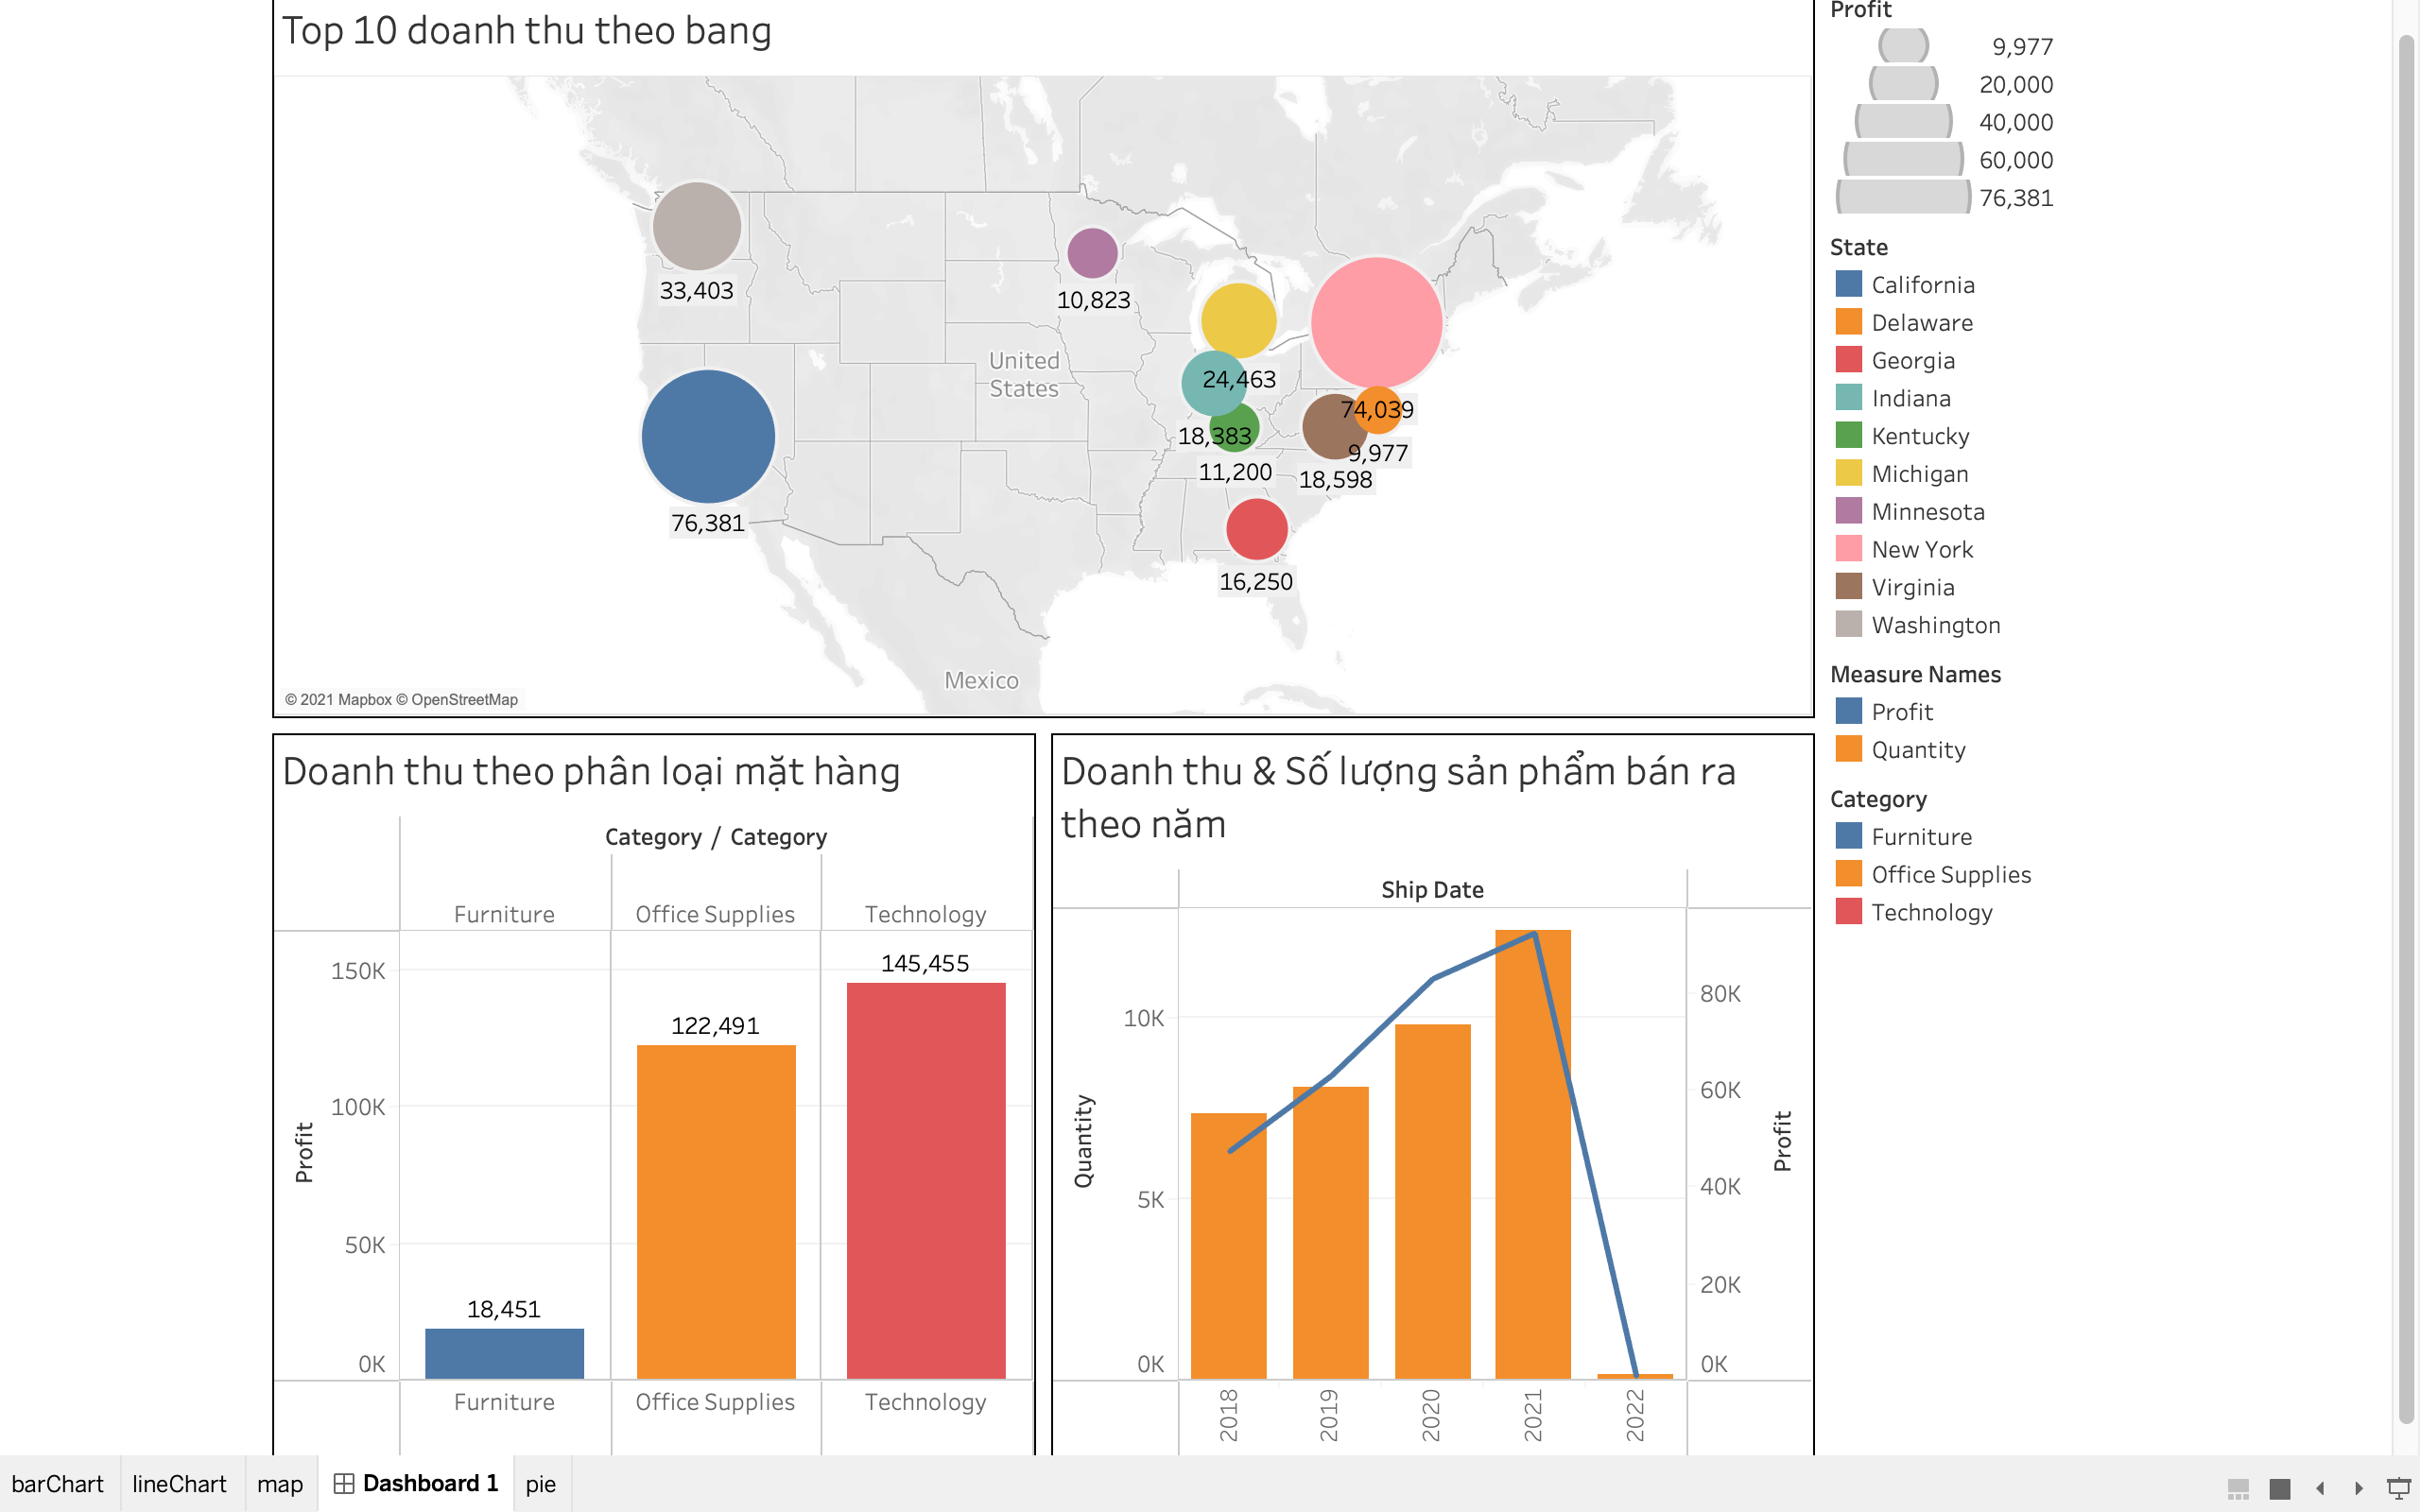 Top 10 doanh thu theo bang
33,403
10,823
United
States
24,463
74,039
18,383
9,977
11,200
18,598
76,381
16,250
Mexico
© 2021 Mapbox © OpenStreetMap
Profit
9,977
20,000
40,000
60,000
76,381
State
California
Delaware
Georgia
Indiana
Kentucky
Michigan
Minnesota
New York
Virginia
Washington
Measure Names
Profit
Quantity
Category
Furniture
Office Supplies
Technology
Doanh thu theo phân loại mặt hàng
Category / Category
Furniture Office Supplies Technology
150K
100K
50K
0K
Profit
18,451
122,491
145,455
Furniture Office Supplies Technology
Doanh thu & Số lượng sản phẩm bán ra
theo năm
Ship Date
10K
5K
0K
Quantity
80K
60K
40K
20K
0K
Profit
2018 2019 2020 2021 2022
barChart lineChart map Dashboard 1 pie